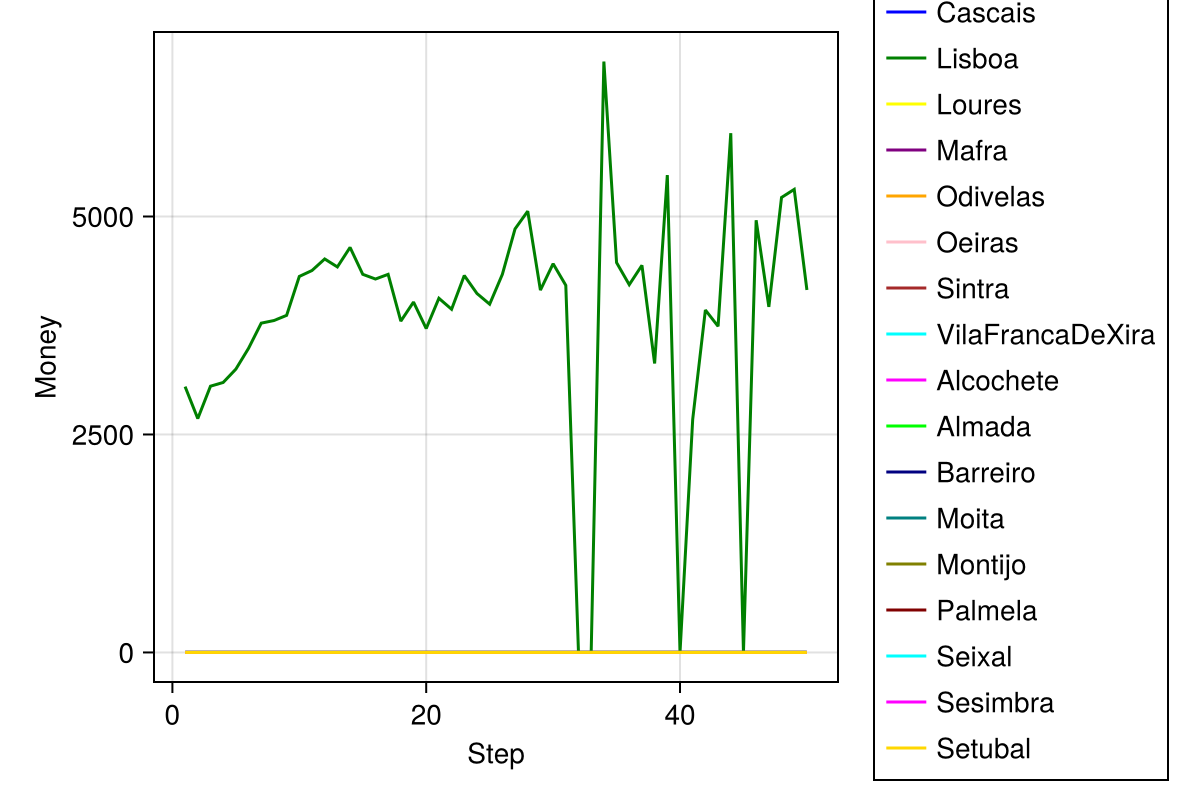 Money
5000
2500
0
0
20
40
Step
Cascais
Lisboa
Loures
Mafra
Odivelas
Oeiras
Sintra
VilaFrancaDeXira
Alcochete
Almada
Barreiro
Moita
Montijo
Palmela
Seixal
Sesimbra
Setubal